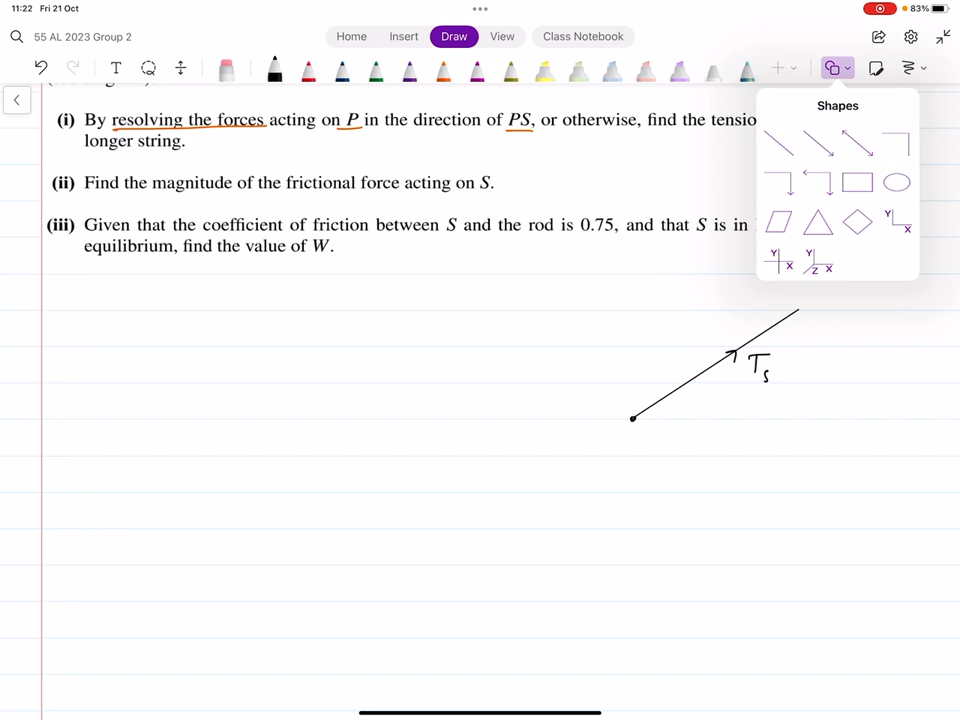 11:22 Fri 21 Oct
83%
55 AL 2023 Group 2
Home Insert Draw View Class Notebook
T
Shapes
(i) By resolving the forces acting on P in the direction of PS, or otherwise, find the tensio
longer string.
(ii) Find the magnitude of the frictional force acting on S.
(iii) Given that the coefficient of friction between S and the rod is 0.75, and that S is in
equilibrium, find the value of W.
Y X
Y X Y Z X
T_s